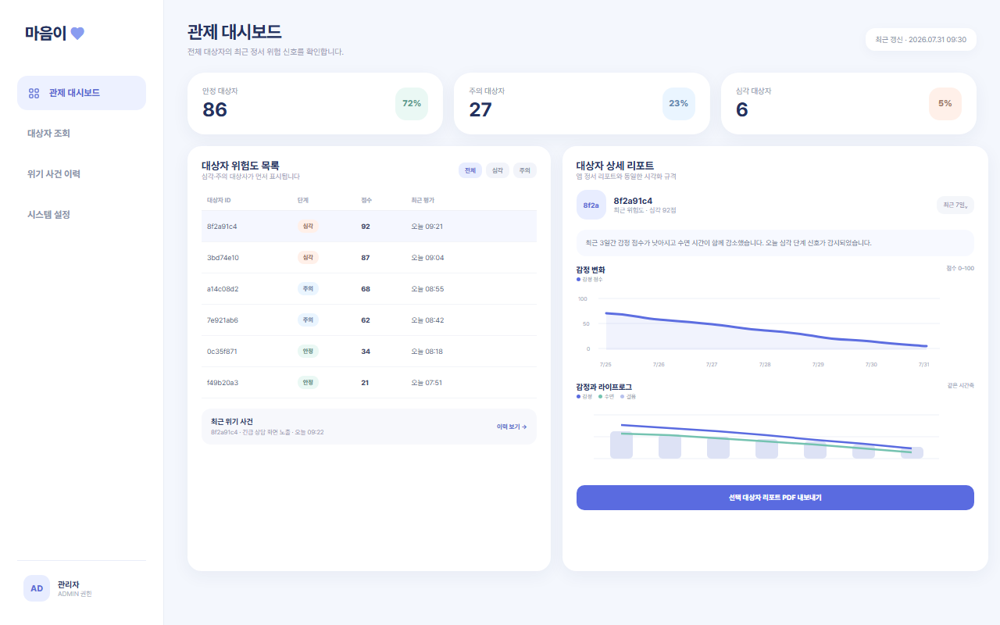 마음이
관제 대시보드
대상자 조회
위기 사건 이력
시스템 설정
AD
관리자
ADMIN 권한
관제 대시보드
전체 대상자의 최근 정서 위험 신호를 확인합니다.
최근 갱신 · 2026.07.31 09:30
안정 대상자
86
72%
주의 대상자
27
23%
심각 대상자
6
5%
대상자 위험도 목록
심각·주의 대상자가 먼저 표시됩니다
전체 심각 주의
대상자 ID 단계 점수 최근 평가
8f2a91c4 심각 92 오늘 09:21
3bd74e10 심각 87 오늘 09:04
a14c08d2 주의 68 오늘 08:55
7e921ab6 주의 62 오늘 08:42
0c35f871 안정 34 오늘 08:18
f49b20a3 안정 21 오늘 07:51
최근 위기 사건
8f2a91c4 · 긴급 상담 화면 노출 · 오늘 09:22
이력 보기 →
대상자 상세 리포트
앱 정서 리포트와 동일한 시각화 규격
8f2a
8f2a91c4
최근 위험도 · 심각 92점
최근 7일
최근 3일간 감정 점수가 낮아지고 수면 시간이 함께 감소했습니다. 오늘 심각 단계 신호가 감지되었습니다.
감정 변화
점수 0–100
감정 점수
100
50
0
7/25 7/26 7/27 7/28 7/29 7/30 7/31
감정과 라이프로그
같은 시간축
감정 수면 걸음
선택 대상자 리포트 PDF 내보내기